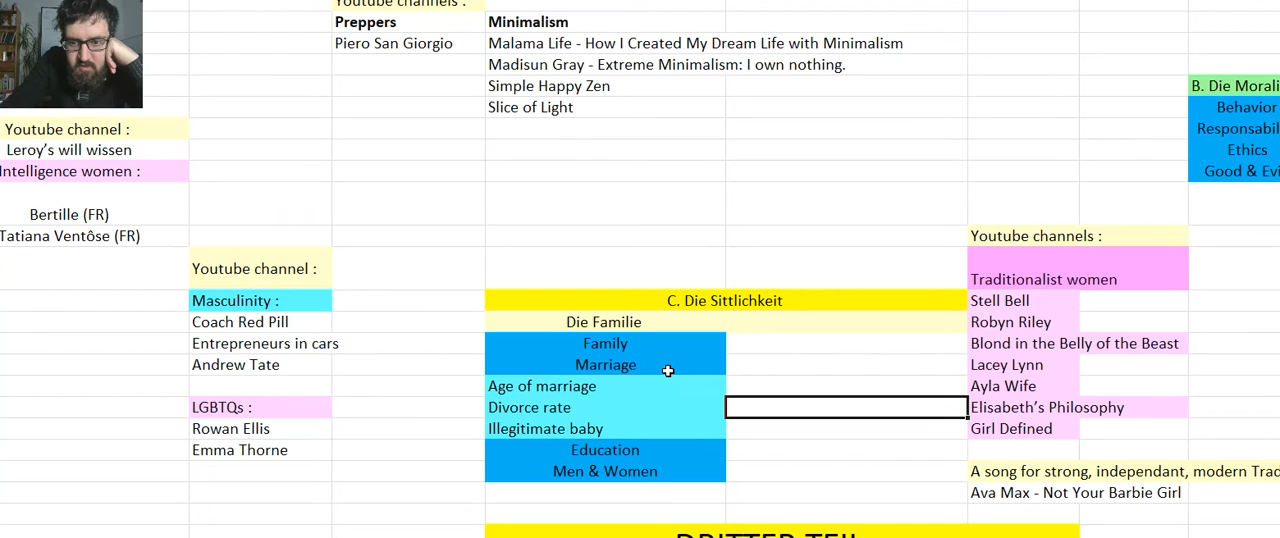 Youtube channels :
Preppers
Minimalism
Piero San Giorgio
Malama Life - How I Created My Dream Life with Minimalism
Madisun Gray - Extreme Minimalism: I own nothing.
Simple Happy Zen
Slice of Light
B. Die Morali
Behavior
Responsabil
Ethics
Good & Evi
Youtube channel :
Leroy's will wissen
Intelligence women :
Bertille (FR)
Tatiana Ventôse (FR)
Youtube channel :
Masculinity :
Coach Red Pill
Entrepreneurs in cars
Andrew Tate
LGBTQs :
Rowan Ellis
Emma Thorne
C. Die Sittlichkeit
Die Familie
Family
Marriage
Age of marriage
Divorce rate
Illegitimate baby
Education
Men & Women
Youtube channels :
Traditionalist women
Stell Bell
Robyn Riley
Blond in the Belly of the Beast
Lacey Lynn
Ayla Wife
Elisabeth's Philosophy
Girl Defined
A song for strong, independant, modern Trad
Ava Max - Not Your Barbie Girl
DRITTER TEIL